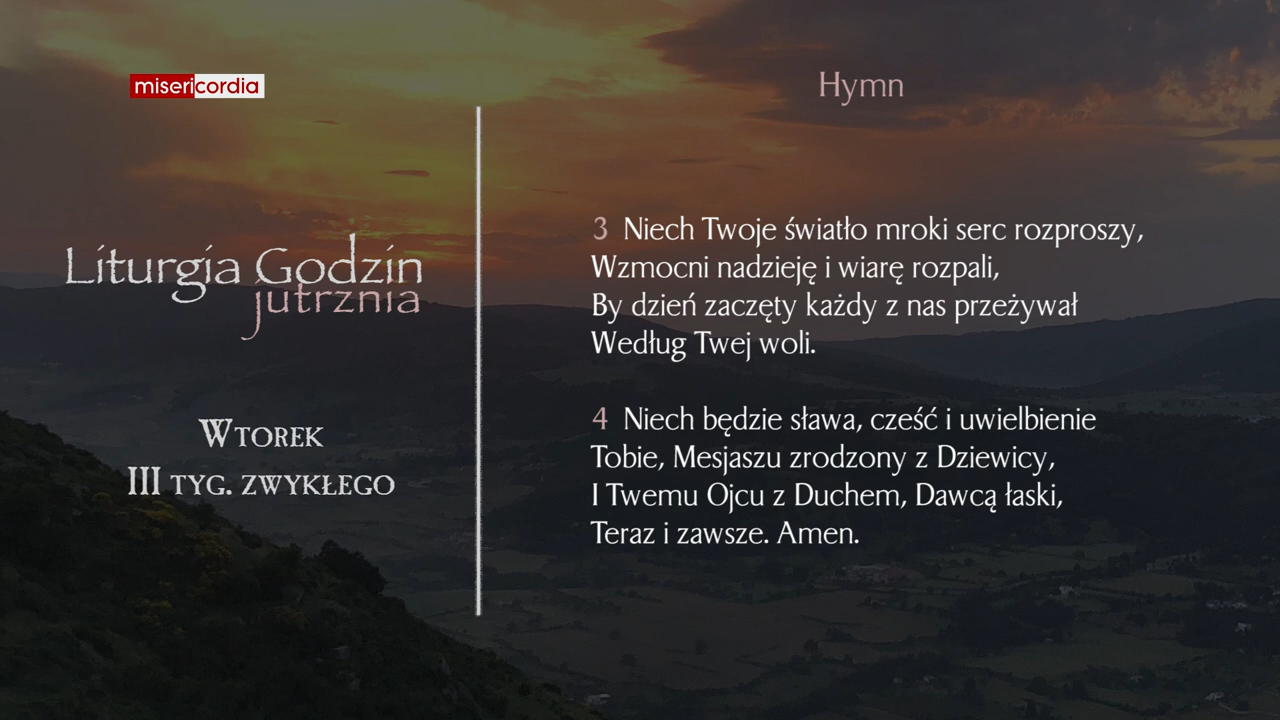 misericordia
Liturgia Godzin
jutrznia
Wtorek
III tyg. zwykłego
Hymn
3 Niech Twoje światło mroki serc rozproszy,
Wzmocni nadzieję i wiarę rozpali,
By dzień zaczęty każdy z nas przeżywał
Według Twej woli.
4 Niech będzie sława, cześć i uwielbienie
Tobie, Mesjaszu zrodzony z Dziewicy,
I Twemu Ojcu z Duchem, Dawcą łaski,
Teraz i zawsze. Amen.